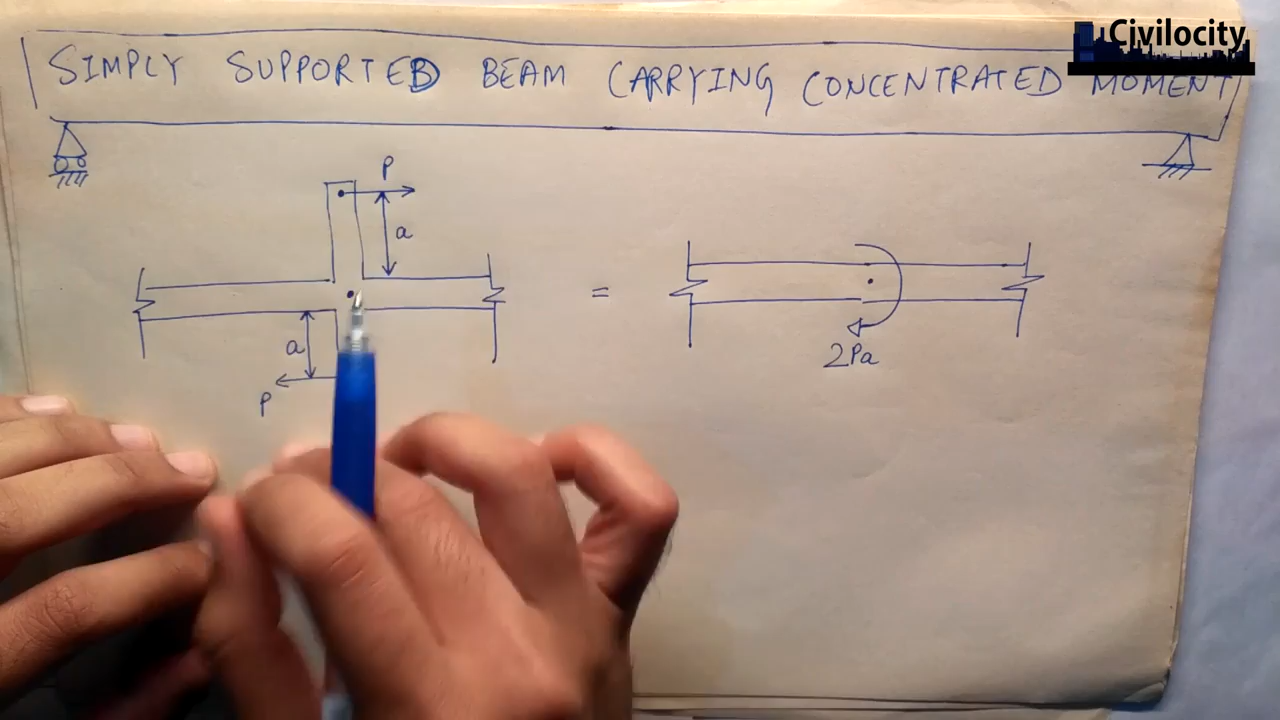 Civilocity
SIMPLY SUPPORTED BEAM CARRYING CONCENTRATED MOMENT
P
a
a
P
=
2Pa